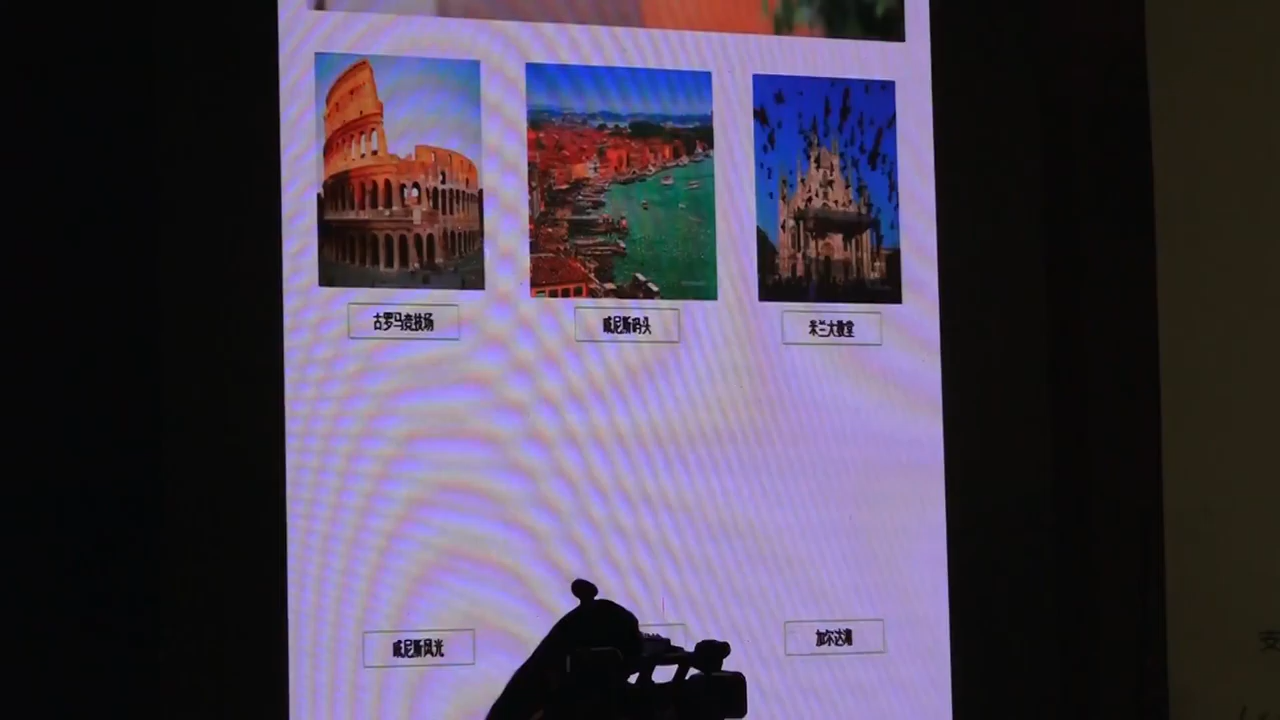 古罗马竞技场
威尼斯码头
米兰大教堂
威尼斯风光
加尔达湖
支